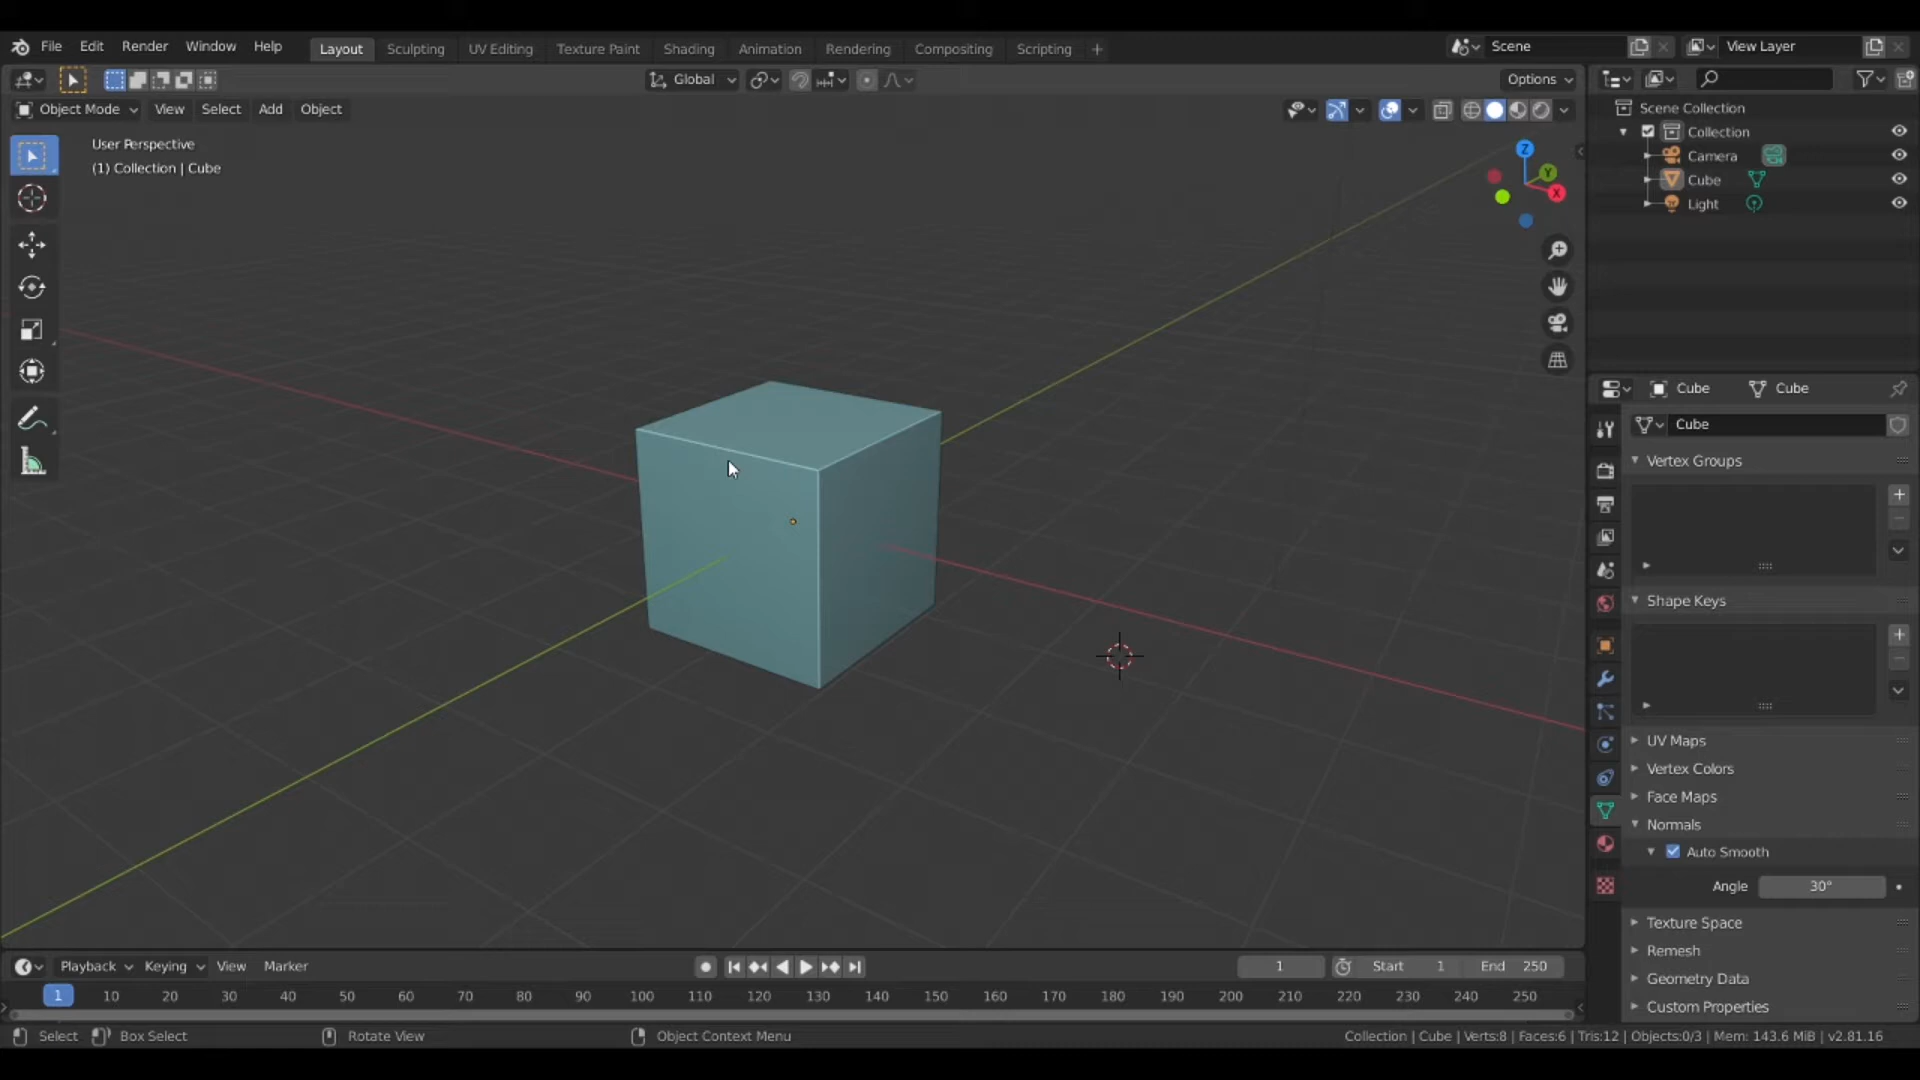 File Edit Render Window Help Layout Sculpting UV Editing Texture Paint Shading Animation Rendering Compositing Scripting + Scene View Layer
Global Options
Object Mode View Select Add Object
User Perspective
(1) Collection | Cube
Z
Y
X
Scene Collection
Collection
Camera
Cube
Light
Cube Cube
Cube
Vertex Groups
Shape Keys
UV Maps
Vertex Colors
Face Maps
Normals
Auto Smooth
Angle 30°
Texture Space
Remesh
Geometry Data
Custom Properties
Playback Keying View Marker 1 Start 1 End 250
1 10 20 30 40 50 60 70 80 90 100 110 120 130 140 150 160 170 180 190 200 210 220 230 240 250
Select Box Select Rotate View Object Context Menu Collection | Cube | Verts:8 | Faces:6 | Tris:12 | Objects:0/3 | Mem: 143.6 MiB | v2.81.16